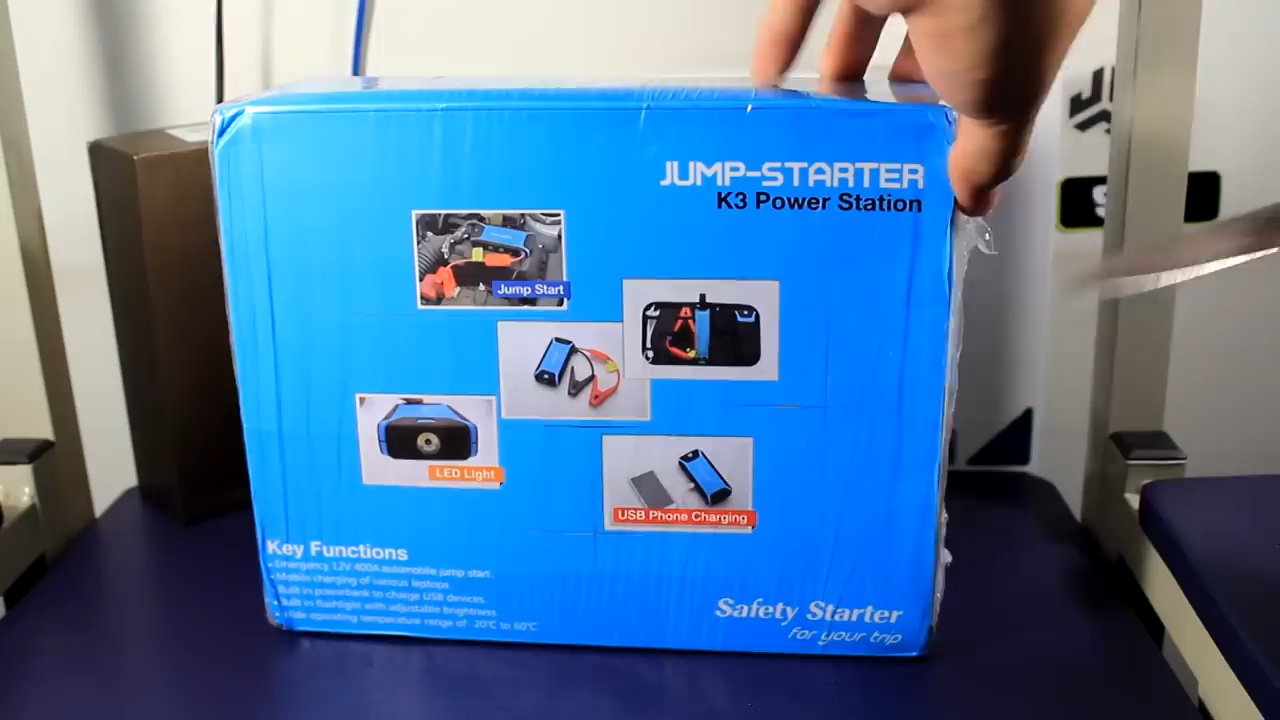 JUMP-STARTER
K3 Power Station
Jump Start
LED Light
USB Phone Charging
Key Functions
• Emergency 12V 400A automobile jump start.
• Mobile charging of various laptops
Built in powerbank to charge USB devices.
Built in flashlight with adjustable brightness
operating temperature range of 20°C to 60°C
Safety Starter
for your trip